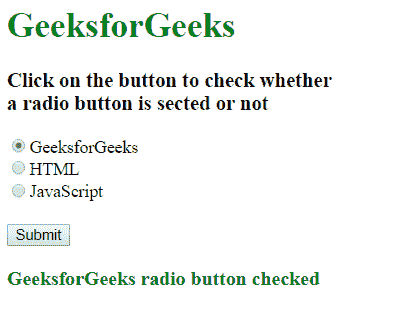 GeeksforGeeks
Click on the button to check whether
a radio button is sected or not
GeeksforGeeks
HTML
JavaScript
Submit
GeeksforGeeks radio button checked